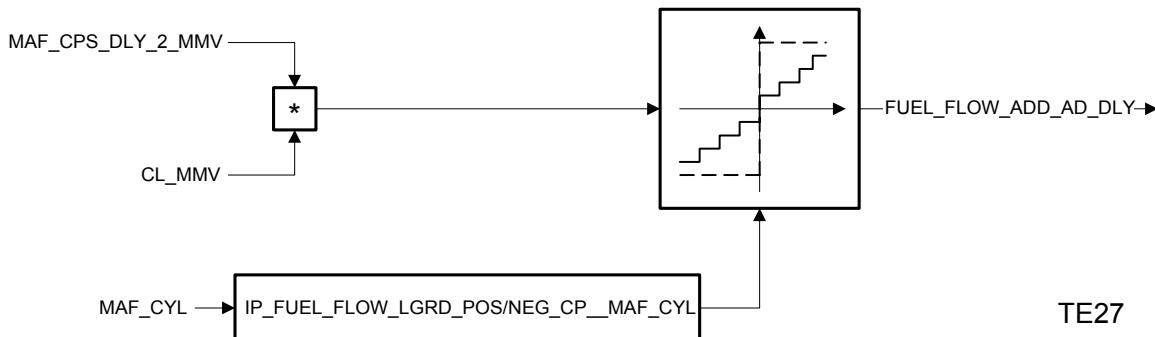 MAF_CPS_DLY_2_MMV
*
FUEL_FLOW_ADD_AD_DLY
CL_MMV
MAF_CYL
IP_FUEL_FLOW_LGRD_POS/NEG_CP__MAF_CYL
TE27